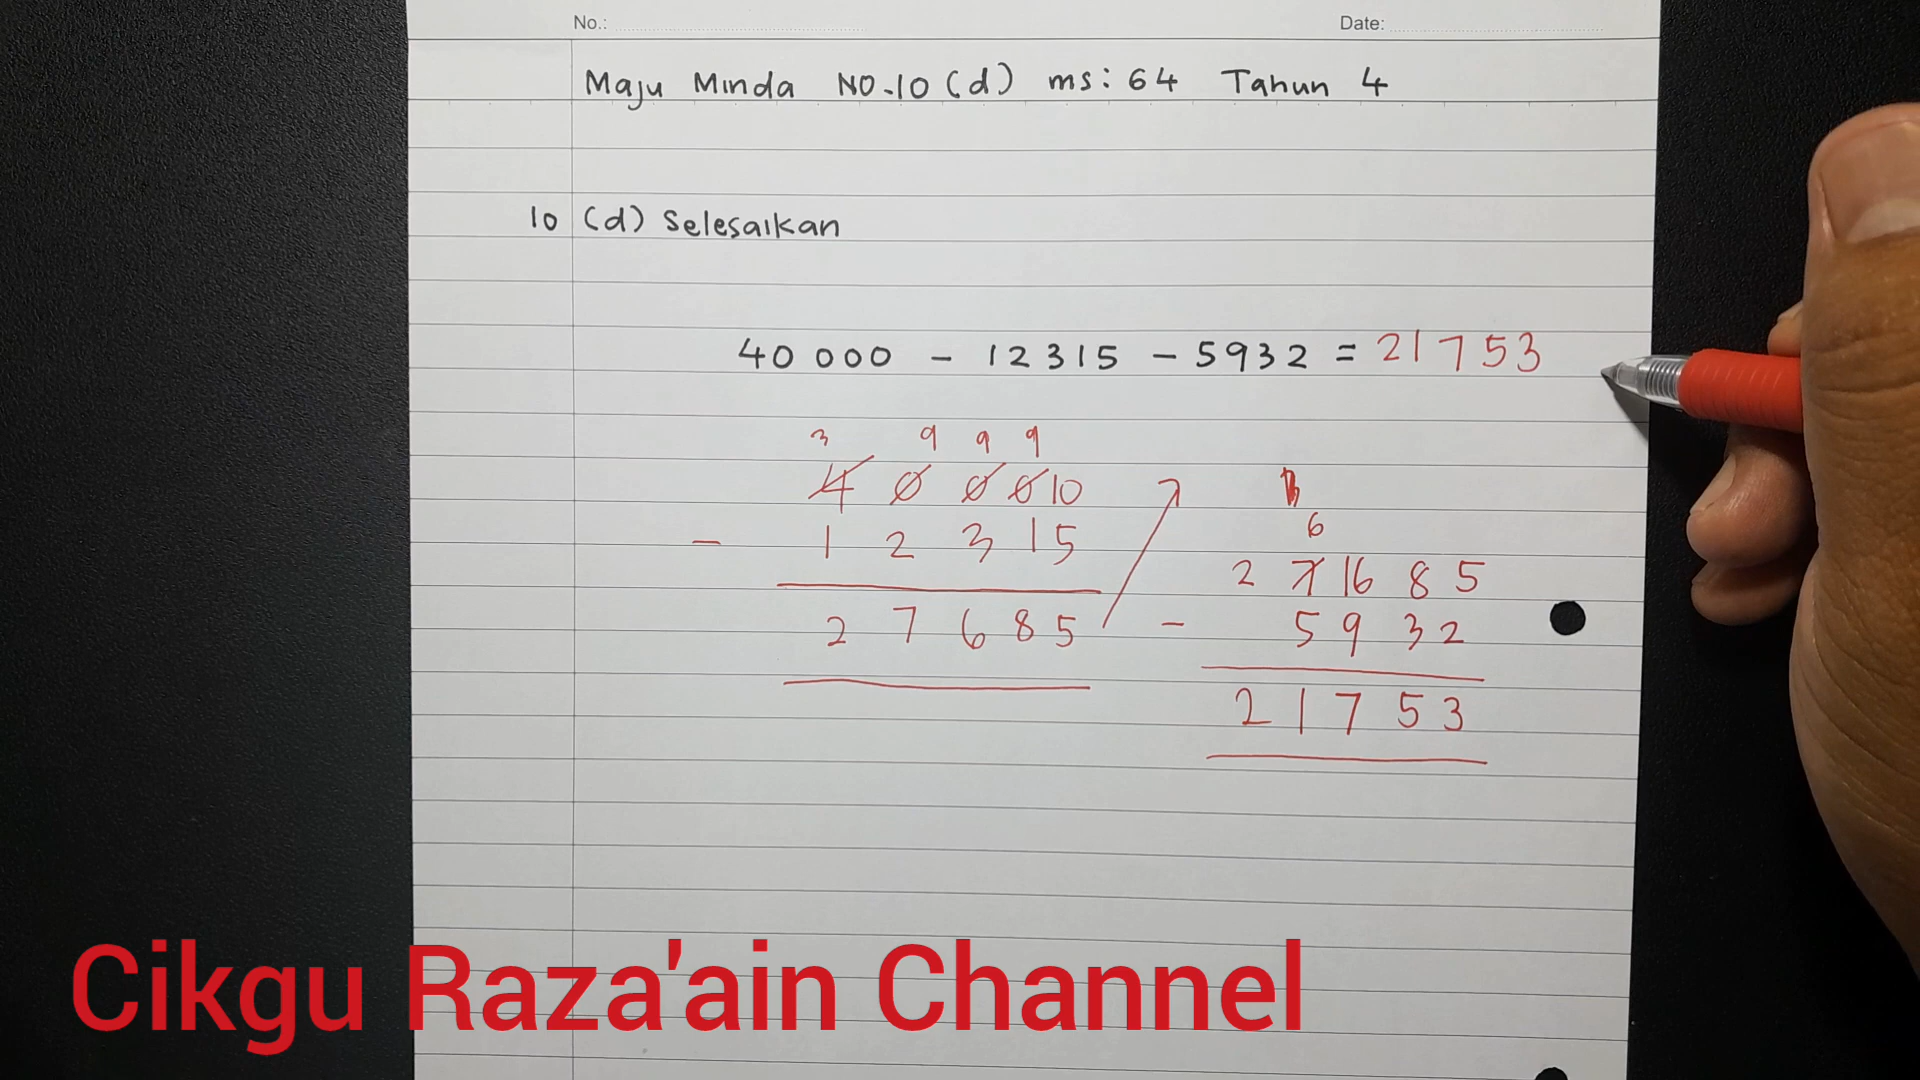 No.: Date:
Maju Minda NO.10 (d) ms: 64 Tahun 4
10 (d) Selesaikan
40 000 - 12 315 - 5932 = 21 753
3 9 9 9
4 0 0 0 10
- 1 2 3 1 5
2 7 6 8 5
6
2 7 16 8 5
- 5 9 3 2
2 1 7 5 3
Cikgu Raza'ain Channel